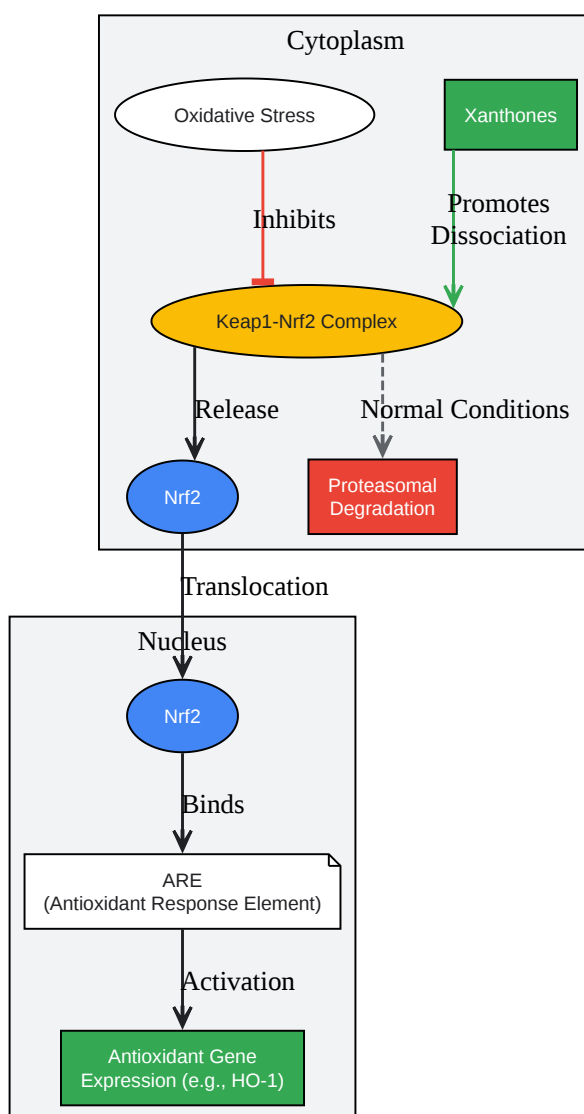 Cytoplasm
Oxidative Stress
Xanthones
Inhibits
Promotes
Dissociation
Keap1-Nrf2 Complex
Release
Normal Conditions
Nrf2
Proteasomal
Degradation
Translocation
Nucleus
Nrf2
Binds
ARE
(Antioxidant Response Element)
Activation
Antioxidant Gene
Expression (e.g., HO-1)